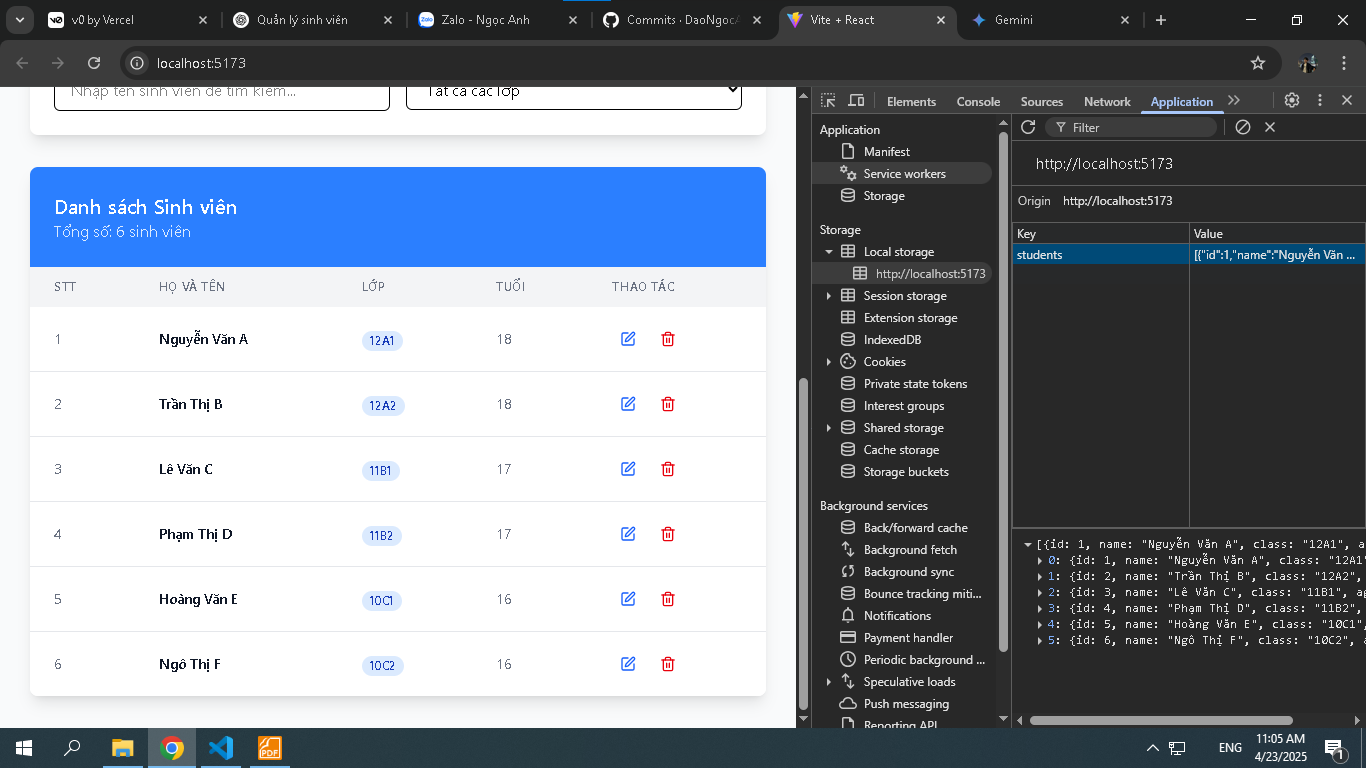 v0 by Vercel
Quản lý sinh viên
Zalo - Ngọc Anh
Commits · DaoNgocA
Vite + React
Gemini
localhost:5173
Nhập tên sinh viên để tìm kiếm...
Tất cả các lớp
Danh sách Sinh viên
Tổng số: 6 sinh viên
STT HỌ VÀ TÊN LỚP TUỔI THAO TÁC
1 Nguyễn Văn A 12A1 18
2 Trần Thị B 12A2 18
3 Lê Văn C 11B1 17
4 Phạm Thị D 11B2 17
5 Hoàng Văn E 10C1 16
6 Ngô Thị F 10C2 16
Elements Console Sources Network Application
Application
Manifest
Service workers
Storage
Storage
Local storage
http://localhost:5173
Session storage
Extension storage
IndexedDB
Cookies
Private state tokens
Interest groups
Shared storage
Cache storage
Storage buckets
Background services
Back/forward cache
Background fetch
Background sync
Bounce tracking miti...
Notifications
Payment handler
Periodic background ...
Speculative loads
Push messaging
Reporting API
Filter
http://localhost:5173
Origin http://localhost:5173
Key Value
students [{"id":1,"name":"Nguyễn Văn ...
[{id: 1, name: "Nguyễn Văn A", class: "12A1", a
0: {id: 1, name: "Nguyễn Văn A", class: "12A1"
1: {id: 2, name: "Trần Thị B", class: "12A2",
2: {id: 3, name: "Lê Văn C", class: "11B1", ag
3: {id: 4, name: "Phạm Thị D", class: "11B2",
4: {id: 5, name: "Hoàng Văn E", class: "10C1",
5: {id: 6, name: "Ngô Thị F", class: "10C2", a
PDF
ENG
11:05 AM
4/23/2025
1